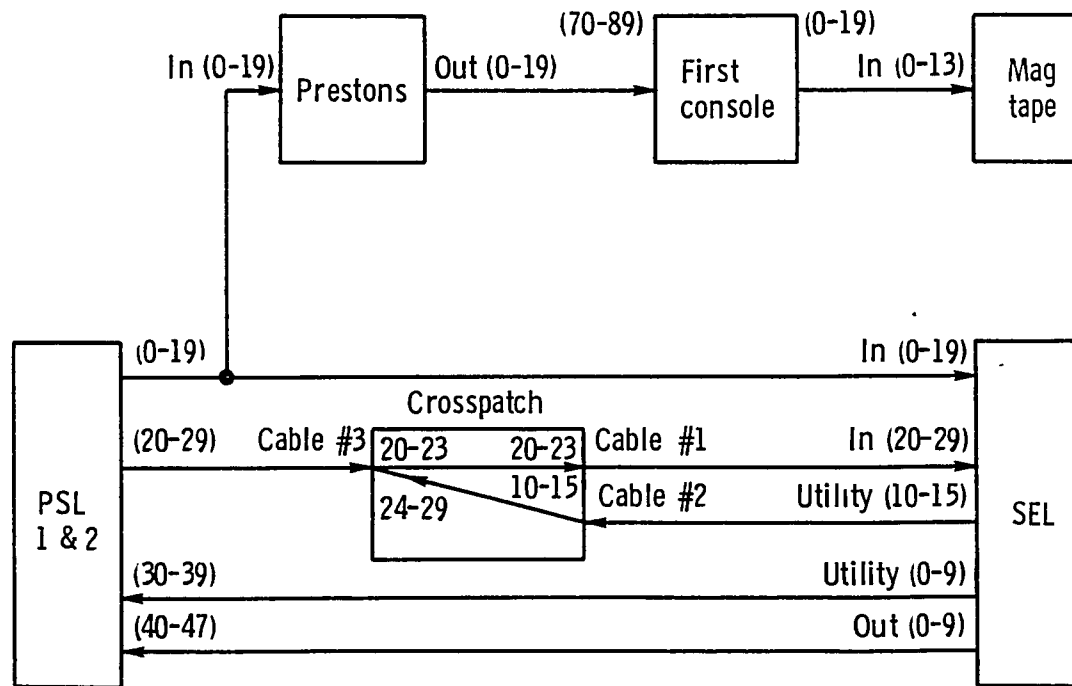 (70-89)
(0-19)
In (0-19)
Prestons
Out (0-19)
First
console
In (0-13)
Mag
tape
(0-19)
In (0-19)
Crosspatch
(20-29)
Cable #3
20-23
20-23
Cable #1
In (20-29)
10-15
24-29
Cable #2
Utility (10-15)
PSL
1 & 2
SEL
(30-39)
Utility (0-9)
(40-47)
Out (0-9)